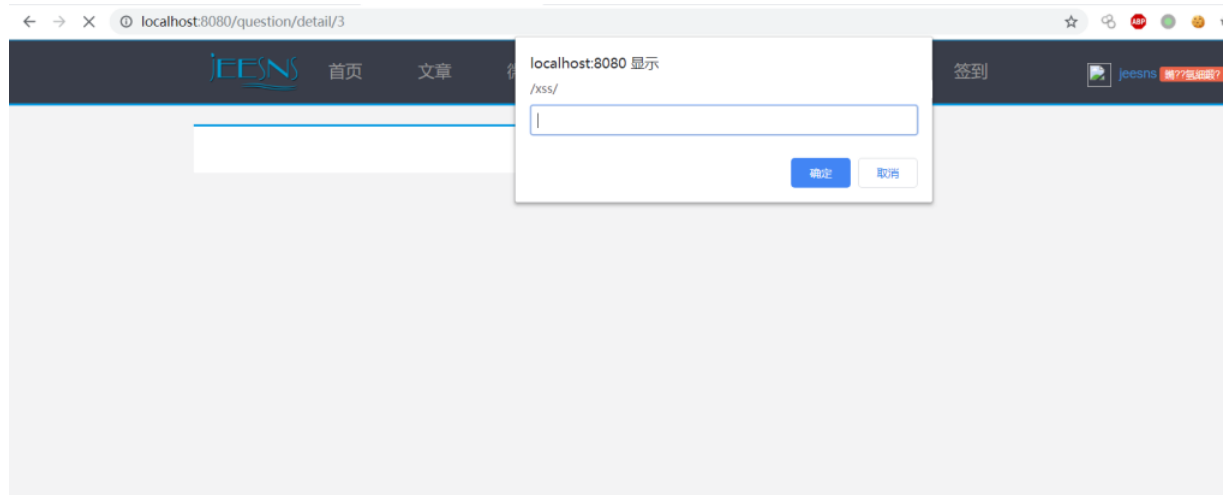 localhost:8080/question/detail/3
ABP
jEESNS 首页 文章 签到 jeesns
localhost:8080 显示
/xss/
确定 取消